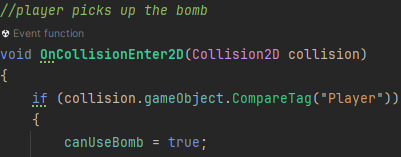 //player picks up the bomb
Event function
void OnCollisionEnter2D(Collision2D collision)
{
if (collision.gameObject.CompareTag("Player"))
{
canUseBomb = true;